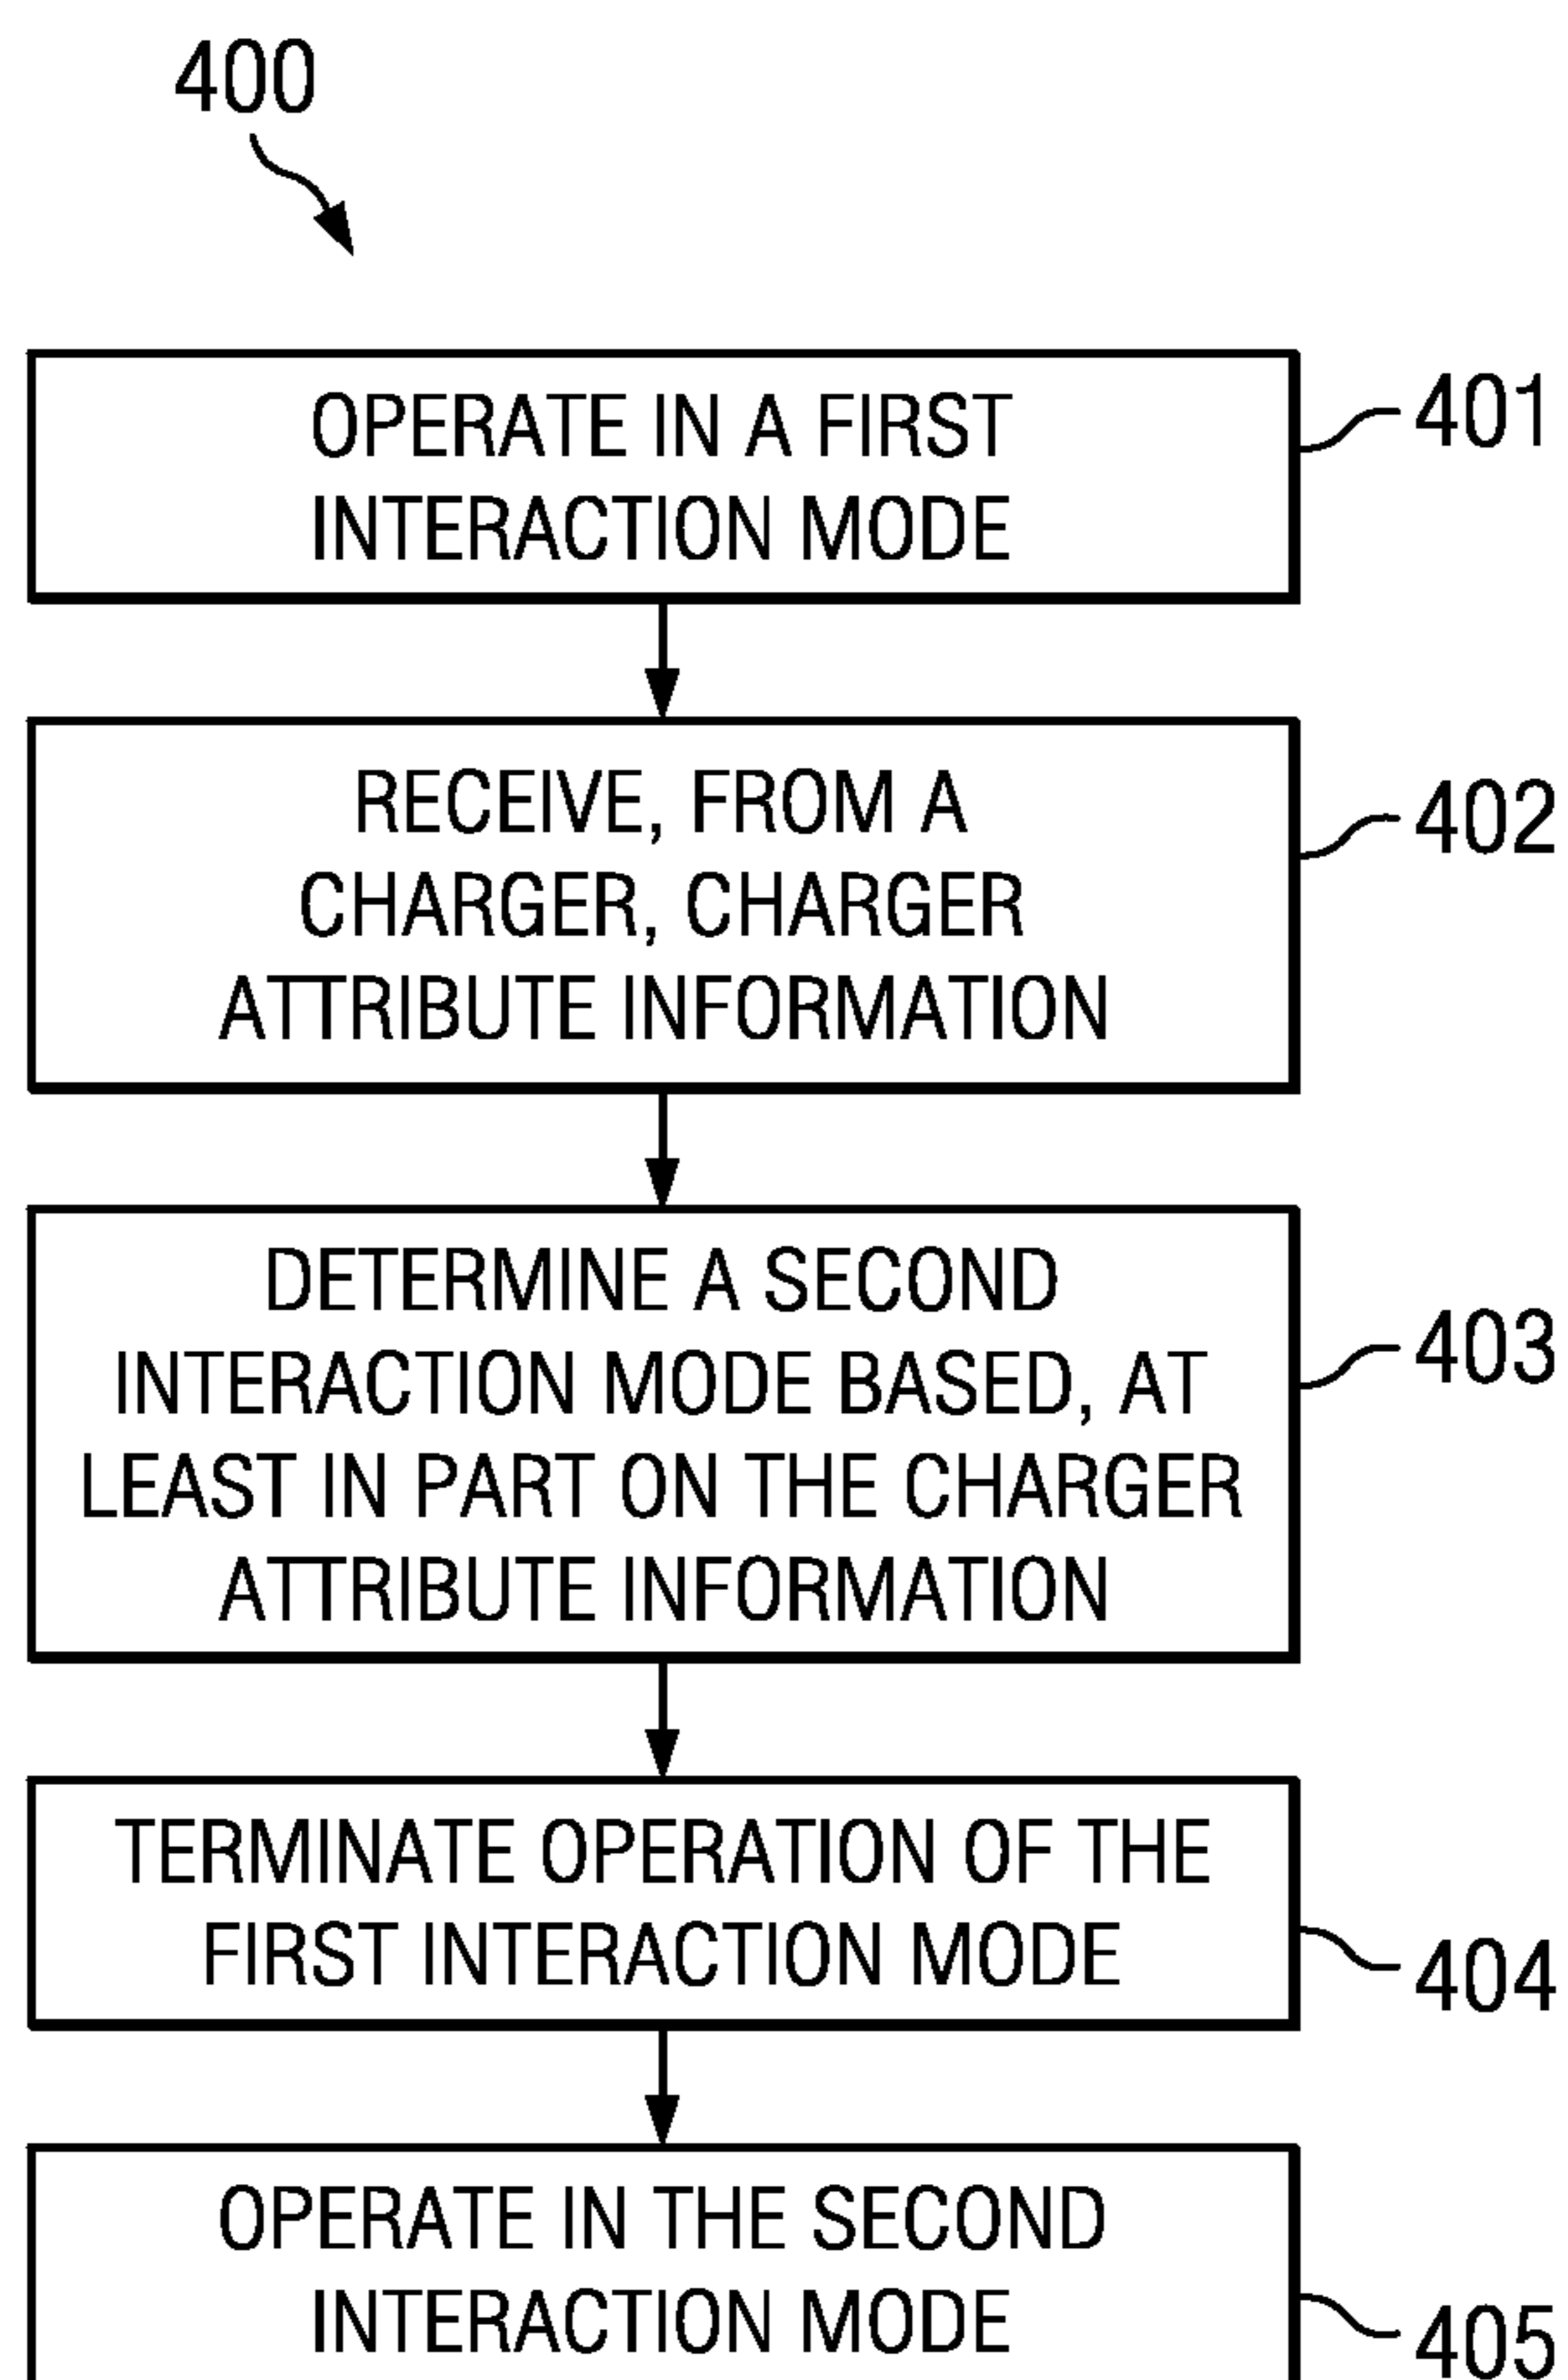 400
OPERATE IN A FIRST
INTERACTION MODE
401
RECEIVE, FROM A
CHARGER, CHARGER
ATTRIBUTE INFORMATION
402
DETERMINE A SECOND
INTERACTION MODE BASED, AT
LEAST IN PART ON THE CHARGER
ATTRIBUTE INFORMATION
403
TERMINATE OPERATION OF THE
FIRST INTERACTION MODE
404
OPERATE IN THE SECOND
INTERACTION MODE
405